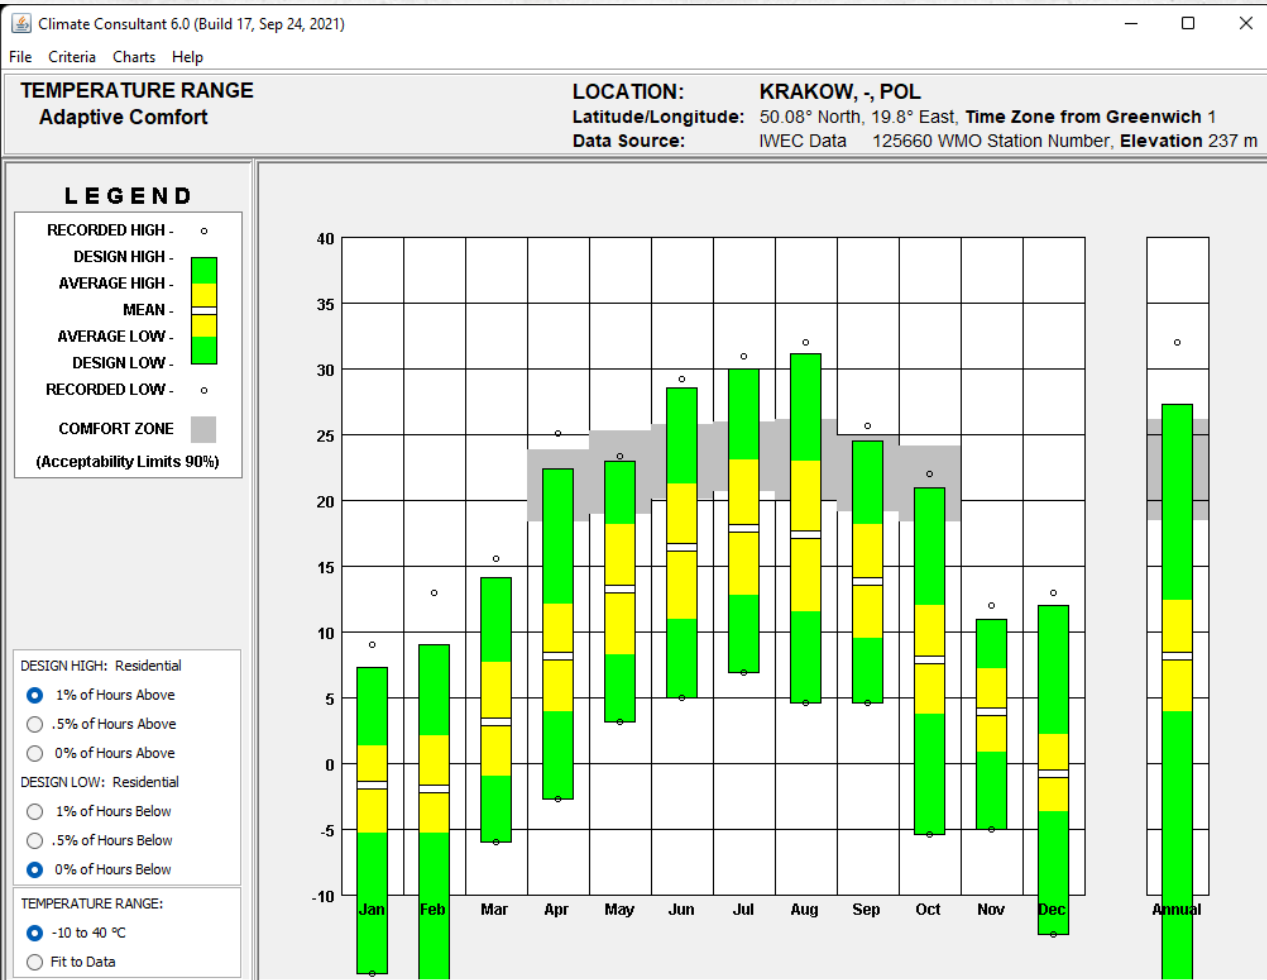 Climate Consultant 6.0 (Build 17, Sep 24, 2021)
File Criteria Charts Help
TEMPERATURE RANGE
Adaptive Comfort
LOCATION: KRAKOW, -, POL
Latitude/Longitude: 50.08° North, 19.8° East, Time Zone from Greenwich 1
Data Source: IWEC Data 125660 WMO Station Number, Elevation 237 m
LEGEND
RECORDED HIGH -
DESIGN HIGH -
AVERAGE HIGH -
MEAN -
AVERAGE LOW -
DESIGN LOW -
RECORDED LOW -
COMFORT ZONE
(Acceptability Limits 90%)
DESIGN HIGH: Residential
1% of Hours Above
.5% of Hours Above
0% of Hours Above
DESIGN LOW: Residential
1% of Hours Below
.5% of Hours Below
0% of Hours Below
TEMPERATURE RANGE:
-10 to 40 °C
Fit to Data
40
35
30
25
20
15
10
5
0
-5
-10
Jan Feb Mar Apr May Jun Jul Aug Sep Oct Nov Dec Annual